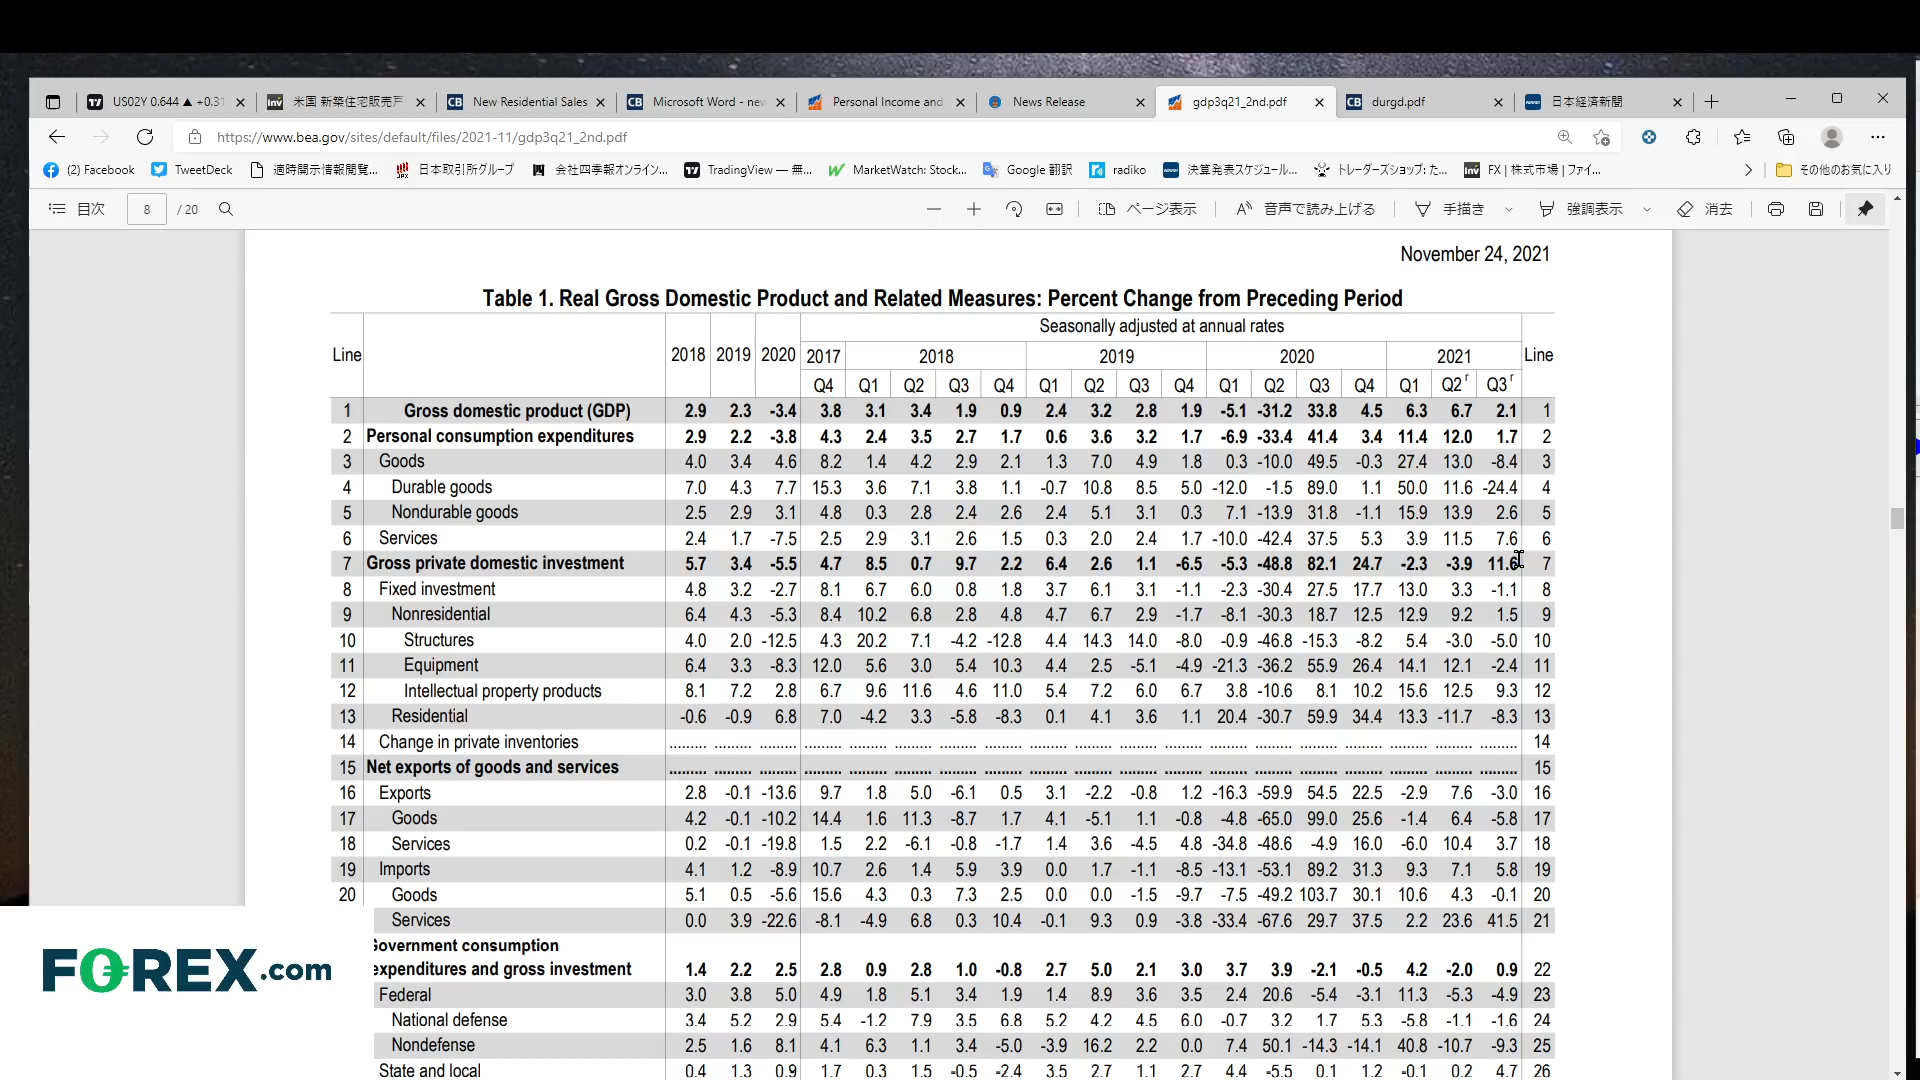 US02Y 0.644 ▲ +0.31
米国 新築住宅販売戸
New Residential Sales
Microsoft Word - nev
Personal Income and
News Release
gdp3q21_2nd.pdf
durgd.pdf
日本経済新聞
https://www.bea.gov/sites/default/files/2021-11/gdp3q21_2nd.pdf
(2) Facebook
TweetDeck
適時開示情報閲覧...
日本取引所グループ
会社四季報オンライン...
TradingView — 無...
MarketWatch: Stock...
Google 翻訳
radiko
決算発表スケジュール...
トレーダーズショップ: た...
FX | 株式市場 | ファイ...
その他のお気に入り
目次 8 / 20
ページ表示
音声で読み上げる
手描き
強調表示
消去
November 24, 2021
Table 1. Real Gross Domestic Product and Related Measures: Percent Change from Preceding Period
Seasonally adjusted at annual rates
Line 2018 2019 2020 2017 2018 2019 2020 2021 Line
Q4 Q1 Q2 Q3 Q4 Q1 Q2 Q3 Q4 Q1 Q2 Q3 Q4 Q1 Q2 r Q3 r
1 Gross domestic product (GDP) 2.9 2.3 -3.4 3.8 3.1 3.4 1.9 0.9 2.4 3.2 2.8 1.9 -5.1 -31.2 33.8 4.5 6.3 6.7 2.1 1
2 Personal consumption expenditures 2.9 2.2 -3.8 4.3 2.4 3.5 2.7 1.7 0.6 3.6 3.2 1.7 -6.9 -33.4 41.4 3.4 11.4 12.0 1.7 2
3 Goods 4.0 3.4 4.6 8.2 1.4 4.2 2.9 2.1 1.3 7.0 4.9 1.8 0.3 -10.0 49.5 -0.3 27.4 13.0 -8.4 3
4 Durable goods 7.0 4.3 7.7 15.3 3.6 7.1 3.8 1.1 -0.7 10.8 8.5 5.0 -12.0 -1.5 89.0 1.1 50.0 11.6 -24.4 4
5 Nondurable goods 2.5 2.9 3.1 4.8 0.3 2.8 2.4 2.6 2.4 5.1 3.1 0.3 7.1 -13.9 31.8 -1.1 15.9 13.9 2.6 5
6 Services 2.4 1.7 -7.5 2.5 2.9 3.1 2.6 1.5 0.3 2.0 2.4 1.7 -10.0 -42.4 37.5 5.3 3.9 11.5 7.6 6
7 Gross private domestic investment 5.7 3.4 -5.5 4.7 8.5 0.7 9.7 2.2 6.4 2.6 1.1 -6.5 -5.3 -48.8 82.1 24.7 -2.3 -3.9 11.6 7
8 Fixed investment 4.8 3.2 -2.7 8.1 6.7 6.0 0.8 1.8 3.7 6.1 3.1 -1.1 -2.3 -30.4 27.5 17.7 13.0 3.3 -1.1 8
9 Nonresidential 6.4 4.3 -5.3 8.4 10.2 6.8 2.8 4.8 4.7 6.7 2.9 -1.7 -8.1 -30.3 18.7 12.5 12.9 9.2 1.5 9
10 Structures 4.0 2.0 -12.5 4.3 20.2 7.1 -4.2 -12.8 4.4 14.3 14.0 -8.0 -0.9 -46.8 -15.3 -8.2 5.4 -3.0 -5.0 10
11 Equipment 6.4 3.3 -8.3 12.0 5.6 3.0 5.4 10.3 4.4 2.5 -5.1 -4.9 -21.3 -36.2 55.9 26.4 14.1 12.1 -2.4 11
12 Intellectual property products 8.1 7.2 2.8 6.7 9.6 11.6 4.6 11.0 5.4 7.2 6.0 6.7 3.8 -10.6 8.1 10.2 15.6 12.5 9.3 12
13 Residential -0.6 -0.9 6.8 7.0 -4.2 3.3 -5.8 -8.3 0.1 4.1 3.6 1.1 20.4 -30.7 59.9 34.4 13.3 -11.7 -8.3 13
14 Change in private inventories ......... ......... ......... ......... ......... ......... ......... ......... ......... ......... ......... ......... ......... ......... ......... ......... ......... ......... ......... 14
15 Net exports of goods and services ......... ......... ......... ......... ......... ......... ......... ......... ......... ......... ......... ......... ......... ......... ......... ......... ......... ......... ......... 15
16 Exports 2.8 -0.1 -13.6 9.7 1.8 5.0 -6.1 0.5 3.1 -2.2 -0.8 1.2 -16.3 -59.9 54.5 22.5 -2.9 7.6 -3.0 16
17 Goods 4.2 -0.1 -10.2 14.4 1.6 11.3 -8.7 1.7 4.1 -5.1 1.1 -0.8 -4.8 -65.0 99.0 25.6 -1.4 6.4 -5.8 17
18 Services 0.2 -0.1 -19.8 1.5 2.2 -6.1 -0.8 -1.7 1.4 3.6 -4.5 4.8 -34.8 -48.6 -4.9 16.0 -6.0 10.4 3.7 18
19 Imports 4.1 1.2 -8.9 10.7 2.6 1.4 5.9 3.9 0.0 1.7 -1.1 -8.5 -13.1 -53.1 89.2 31.3 9.3 7.1 5.8 19
20 Goods 5.1 0.5 -5.6 15.6 4.3 0.3 7.3 2.5 0.0 0.0 -1.5 -9.7 -7.5 -49.2 103.7 30.1 10.6 4.3 -0.1 20
Services 0.0 3.9 -22.6 -8.1 -4.9 6.8 0.3 10.4 -0.1 9.3 0.9 -3.8 -33.4 -67.6 29.7 37.5 2.2 23.6 41.5 21
Government consumption
expenditures and gross investment 1.4 2.2 2.5 2.8 0.9 2.8 1.0 -0.8 2.7 5.0 2.1 3.0 3.7 3.9 -2.1 -0.5 4.2 -2.0 0.9 22
Federal 3.0 3.8 5.0 4.9 1.8 5.1 3.4 1.9 1.4 8.9 3.6 3.5 2.4 20.6 -5.4 -3.1 11.3 -5.3 -4.9 23
National defense 3.4 5.2 2.9 5.4 -1.2 7.9 3.5 6.8 5.2 4.2 4.5 6.0 -0.7 3.2 1.7 5.3 -5.8 -1.1 -1.6 24
Nondefense 2.5 1.6 8.1 4.1 6.3 1.1 3.4 -5.0 -3.9 16.2 2.2 0.0 7.4 50.1 -14.3 -14.1 40.8 -10.7 -9.3 25
State and local 0.4 1.3 0.9 1.7 0.3 1.5 -0.5 -2.4 3.5 2.7 1.1 2.7 4.4 -5.5 0.1 1.2 -0.1 0.2 4.7 26
FOREX.com